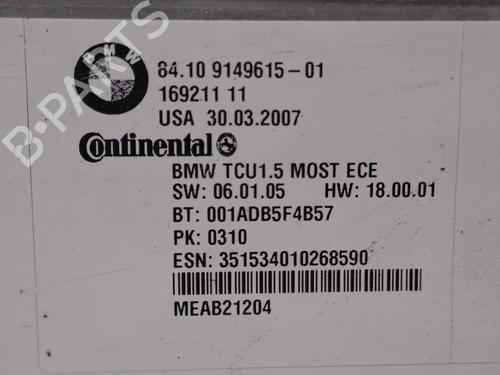 BMW
84.10 9149615-01
169211 11
USA 30.03.2007
Continental
BMW TCU1.5 MOST ECE
SW: 06.01.05 HW: 18.00.01
BT: 001ADB5F4B57
PK: 0310
ESN: 351534010268590
MEAB21204
B-PARTS